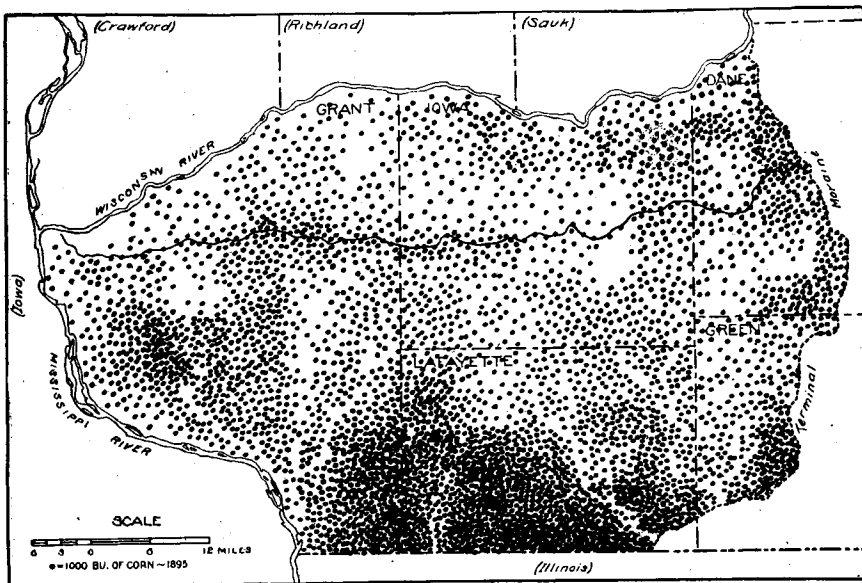 (Crawford)
(Richland)
(Sauk)
DANE
GRANT
IOWA
WISCONSIN RIVER
Moraine
(Iowa)
GREEN
LAFAYETTE
MISSISSIPPI
RIVER
Terminal
SCALE
6 3 0 6 12 MILES
•=1000 BU. OF CORN~1895
(Illinois)